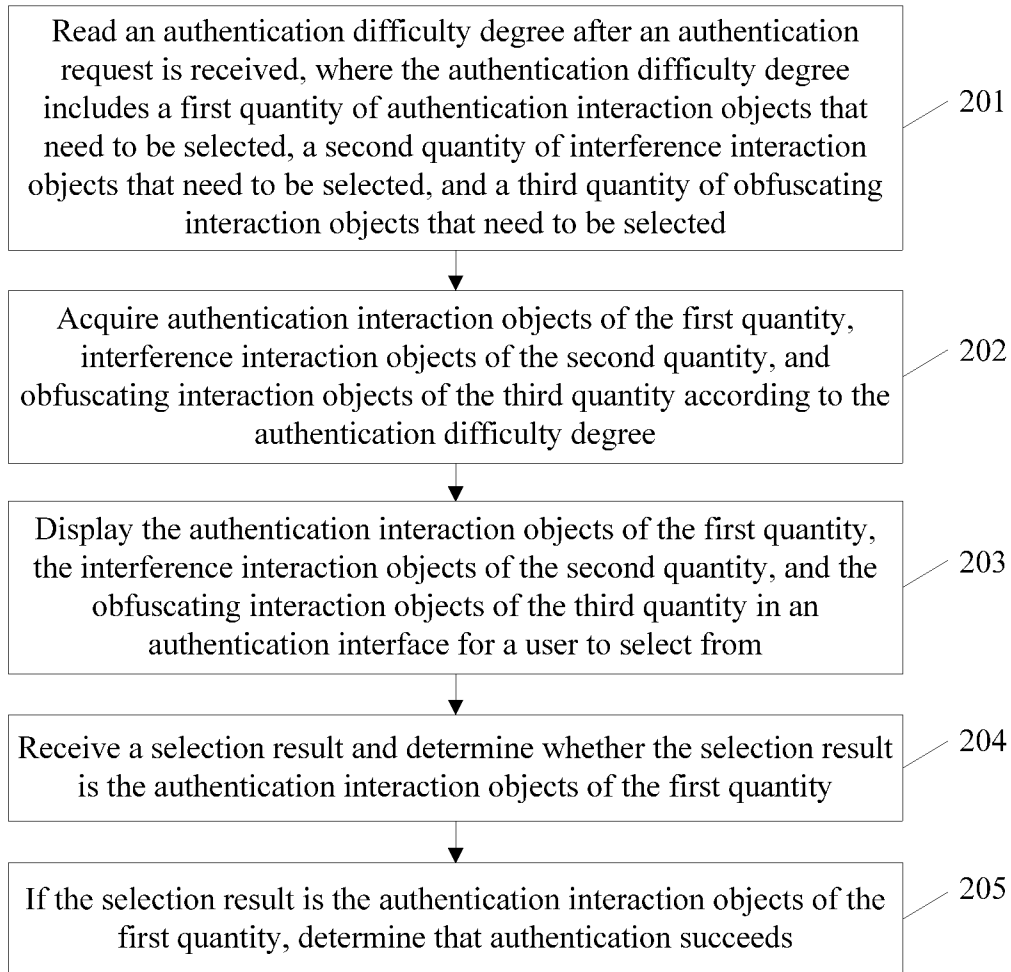 Read an authentication difficulty degree after an authentication
request is received, where the authentication difficulty degree
includes a first quantity of authentication interaction objects that
need to be selected, a second quantity of interference interaction
objects that need to be selected, and a third quantity of obfuscating
interaction objects that need to be selected
201
Acquire authentication interaction objects of the first quantity,
interference interaction objects of the second quantity, and
obfuscating interaction objects of the third quantity according to the
authentication difficulty degree
202
Display the authentication interaction objects of the first quantity,
the interference interaction objects of the second quantity, and the
obfuscating interaction objects of the third quantity in an
authentication interface for a user to select from
203
Receive a selection result and determine whether the selection result
is the authentication interaction objects of the first quantity
204
If the selection result is the authentication interaction objects of the
first quantity, determine that authentication succeeds
205